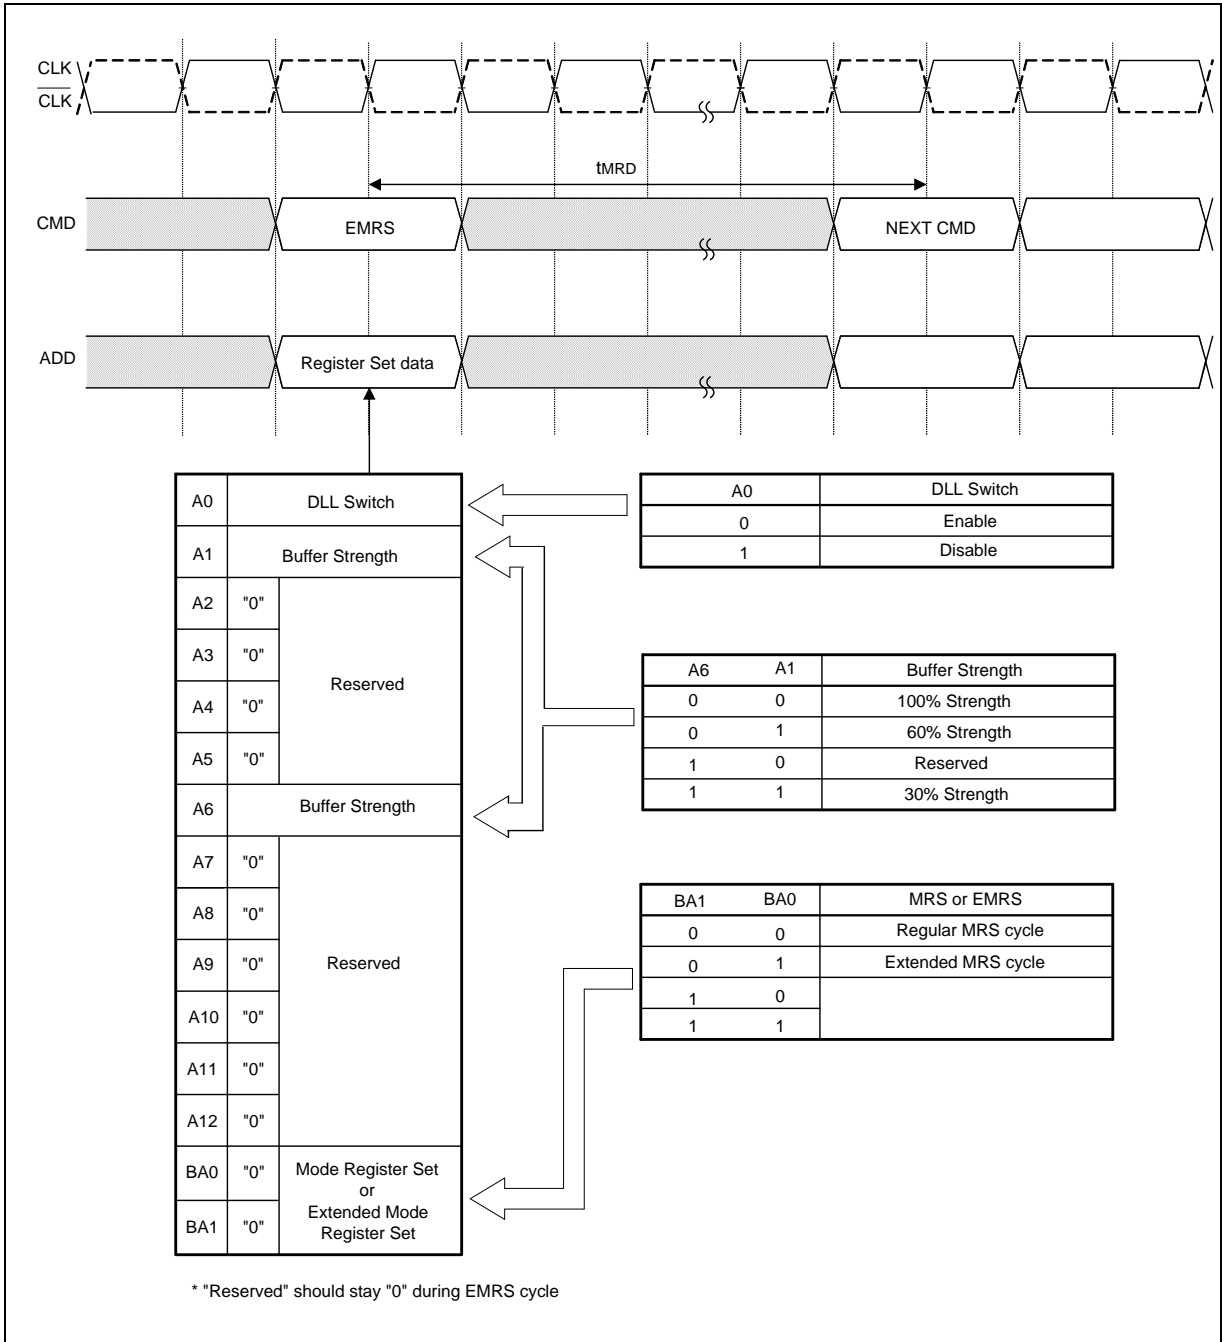 CLK
CLK
tMRD
CMD
EMRS
NEXT CMD
ADD
Register Set data
A0 DLL Switch
A1 Buffer Strength
A2 "0"
A3 "0"
Reserved
A4 "0"
A5 "0"
A6 Buffer Strength
A7 "0"
A8 "0"
A9 "0" Reserved
A10 "0"
A11 "0"
A12 "0"
BA0 "0" Mode Register Set
or
Extended Mode
BA1 "0" Register Set
A0 DLL Switch
0 Enable
1 Disable
A6 A1 Buffer Strength
0 0 100% Strength
0 1 60% Strength
1 0 Reserved
1 1 30% Strength
BA1 BA0 MRS or EMRS
0 0 Regular MRS cycle
0 1 Extended MRS cycle
1 0
1 1
* "Reserved" should stay "0" during EMRS cycle